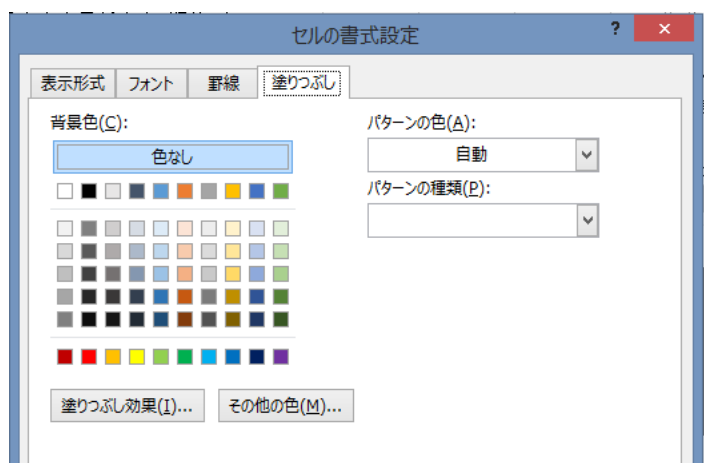 セルの書式設定
?
×
表示形式 フォント 罫線 塗りつぶし
背景色(C):
パターンの色(A):
色なし
自動
パターンの種類(P):
塗りつぶし効果(I)...
その他の色(M)...